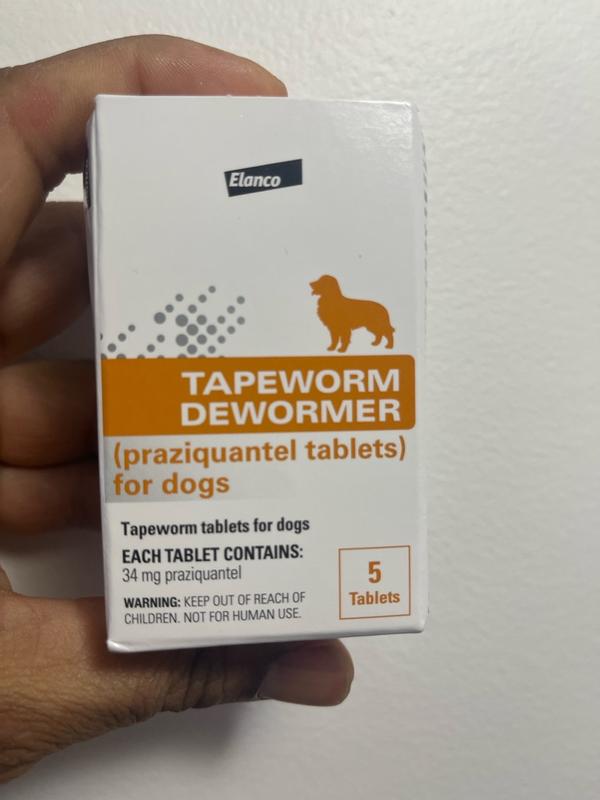 Elanco
TAPEWORM
DEWORMER
(praziquantel tablets)
for dogs
Tapeworm tablets for dogs
EACH TABLET CONTAINS:
34 mg praziquantel
WARNING: KEEP OUT OF REACH OF
CHILDREN. NOT FOR HUMAN USE.
5
Tablets